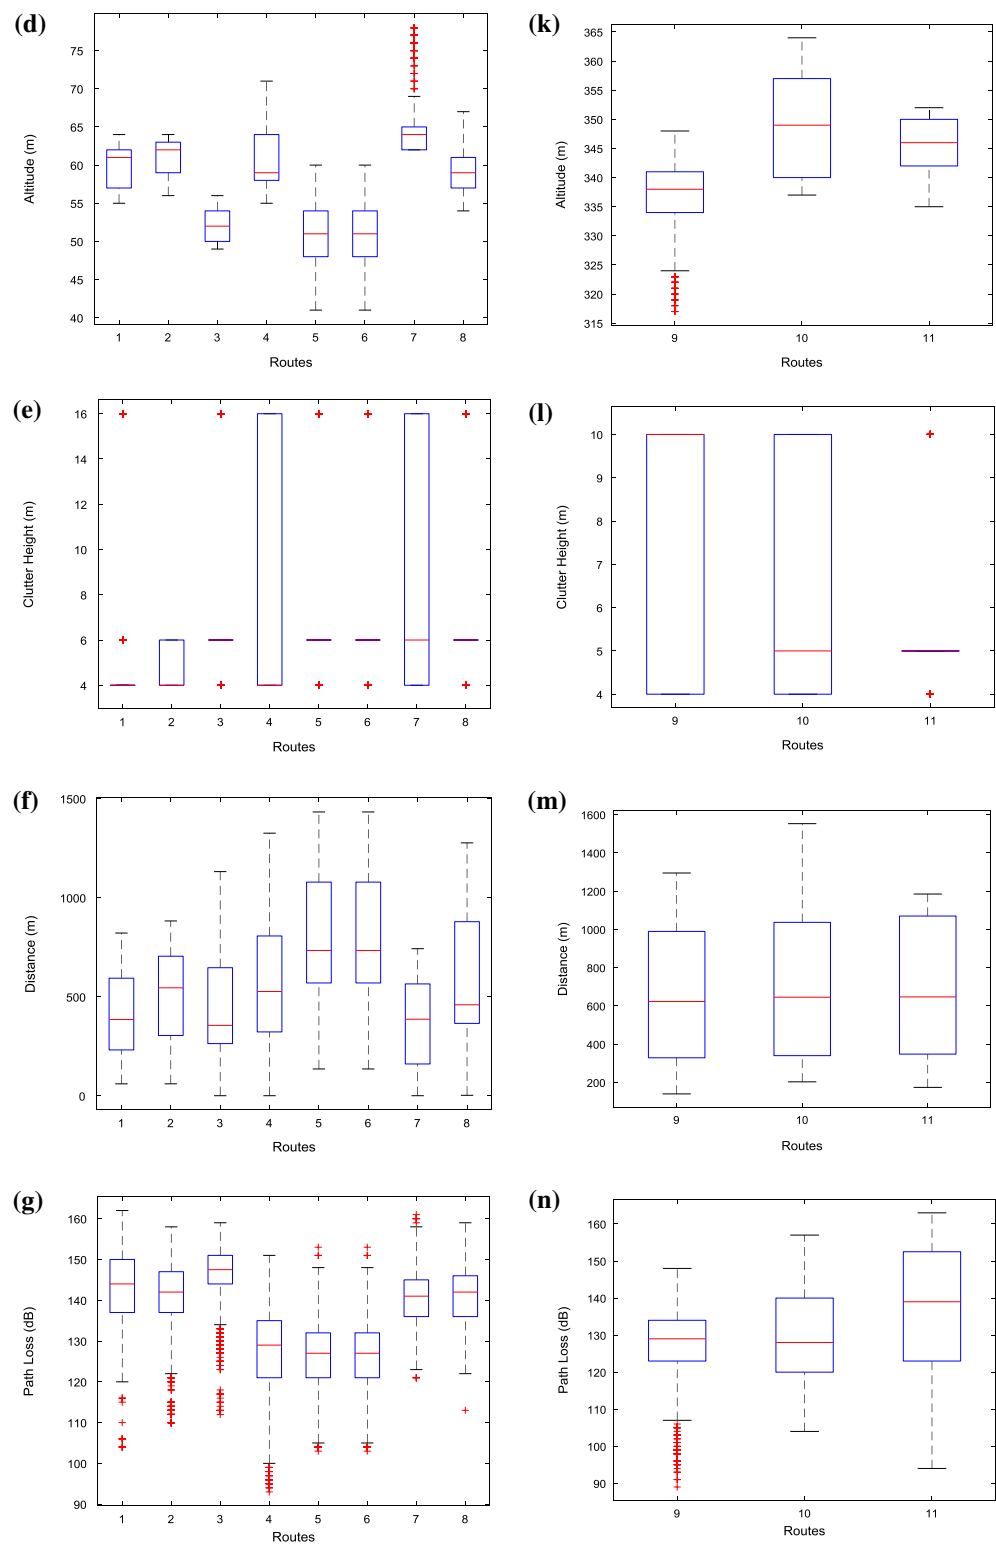 (d)
Altitude (m)
75
70
65
60
55
50
45
40
1 2 3 4 5 6 7 8
Routes
(k)
Altitude (m)
365
360
355
350
345
340
335
330
325
320
315
9 10 11
Routes
(e)
Clutter Height (m)
16
14
12
10
8
6
4
1 2 3 4 5 6 7 8
Routes
(l)
Clutter Height (m)
10
9
8
7
6
5
4
9 10 11
Routes
(f)
Distance (m)
1500
1000
500
0
1 2 3 4 5 6 7 8
Routes
(m)
Distance (m)
1600
1400
1200
1000
800
600
400
200
9 10 11
Routes
(g)
Path Loss (dB)
160
150
140
130
120
110
100
90
1 2 3 4 5 6 7 8
Routes
(n)
Path Loss (dB)
160
150
140
130
120
110
100
90
9 10 11
Routes